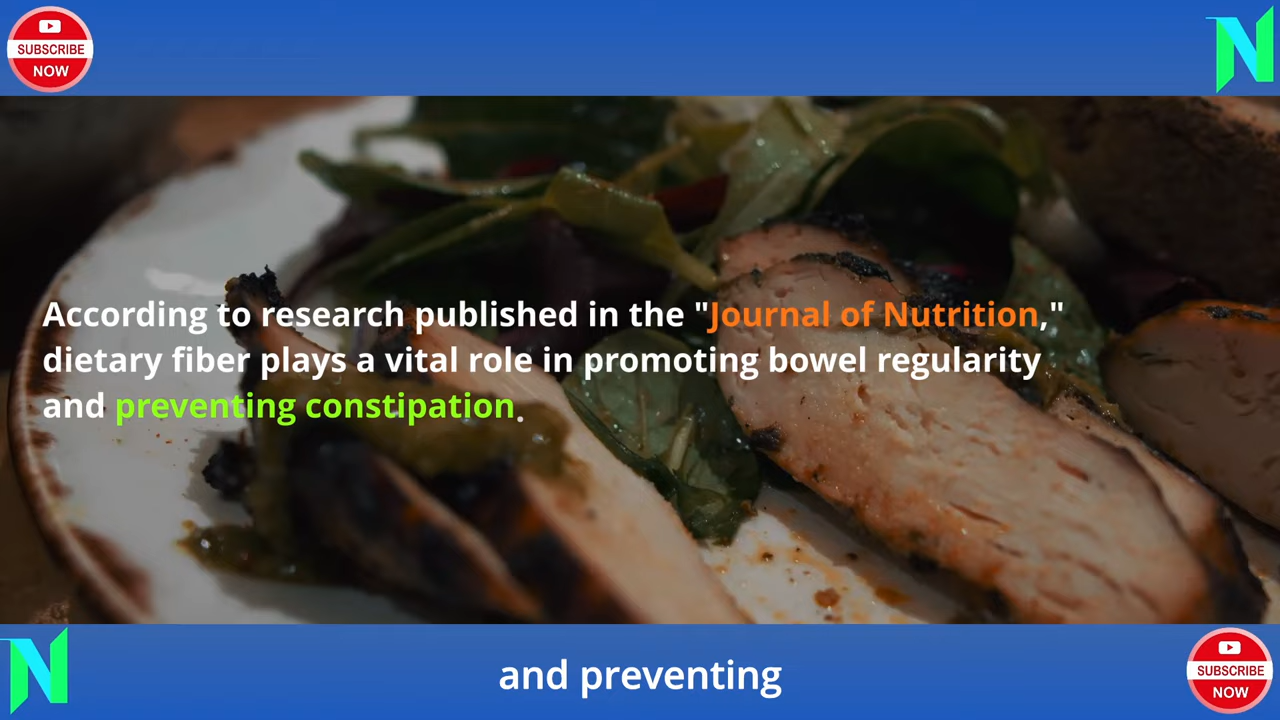 SUBSCRIBE
NOW
N
According to research published in the "Journal of Nutrition,"
dietary fiber plays a vital role in promoting bowel regularity
and preventing constipation.
N
and preventing
SUBSCRIBE
NOW